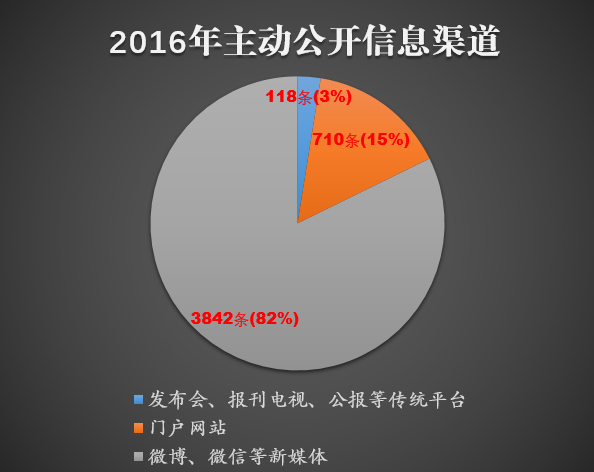 2016年主动公开信息渠道
118条(3%)
710条(15%)
3842条(82%)
发布会、报刊电视、公报等传统平台
门户网站
微博、微信等新媒体